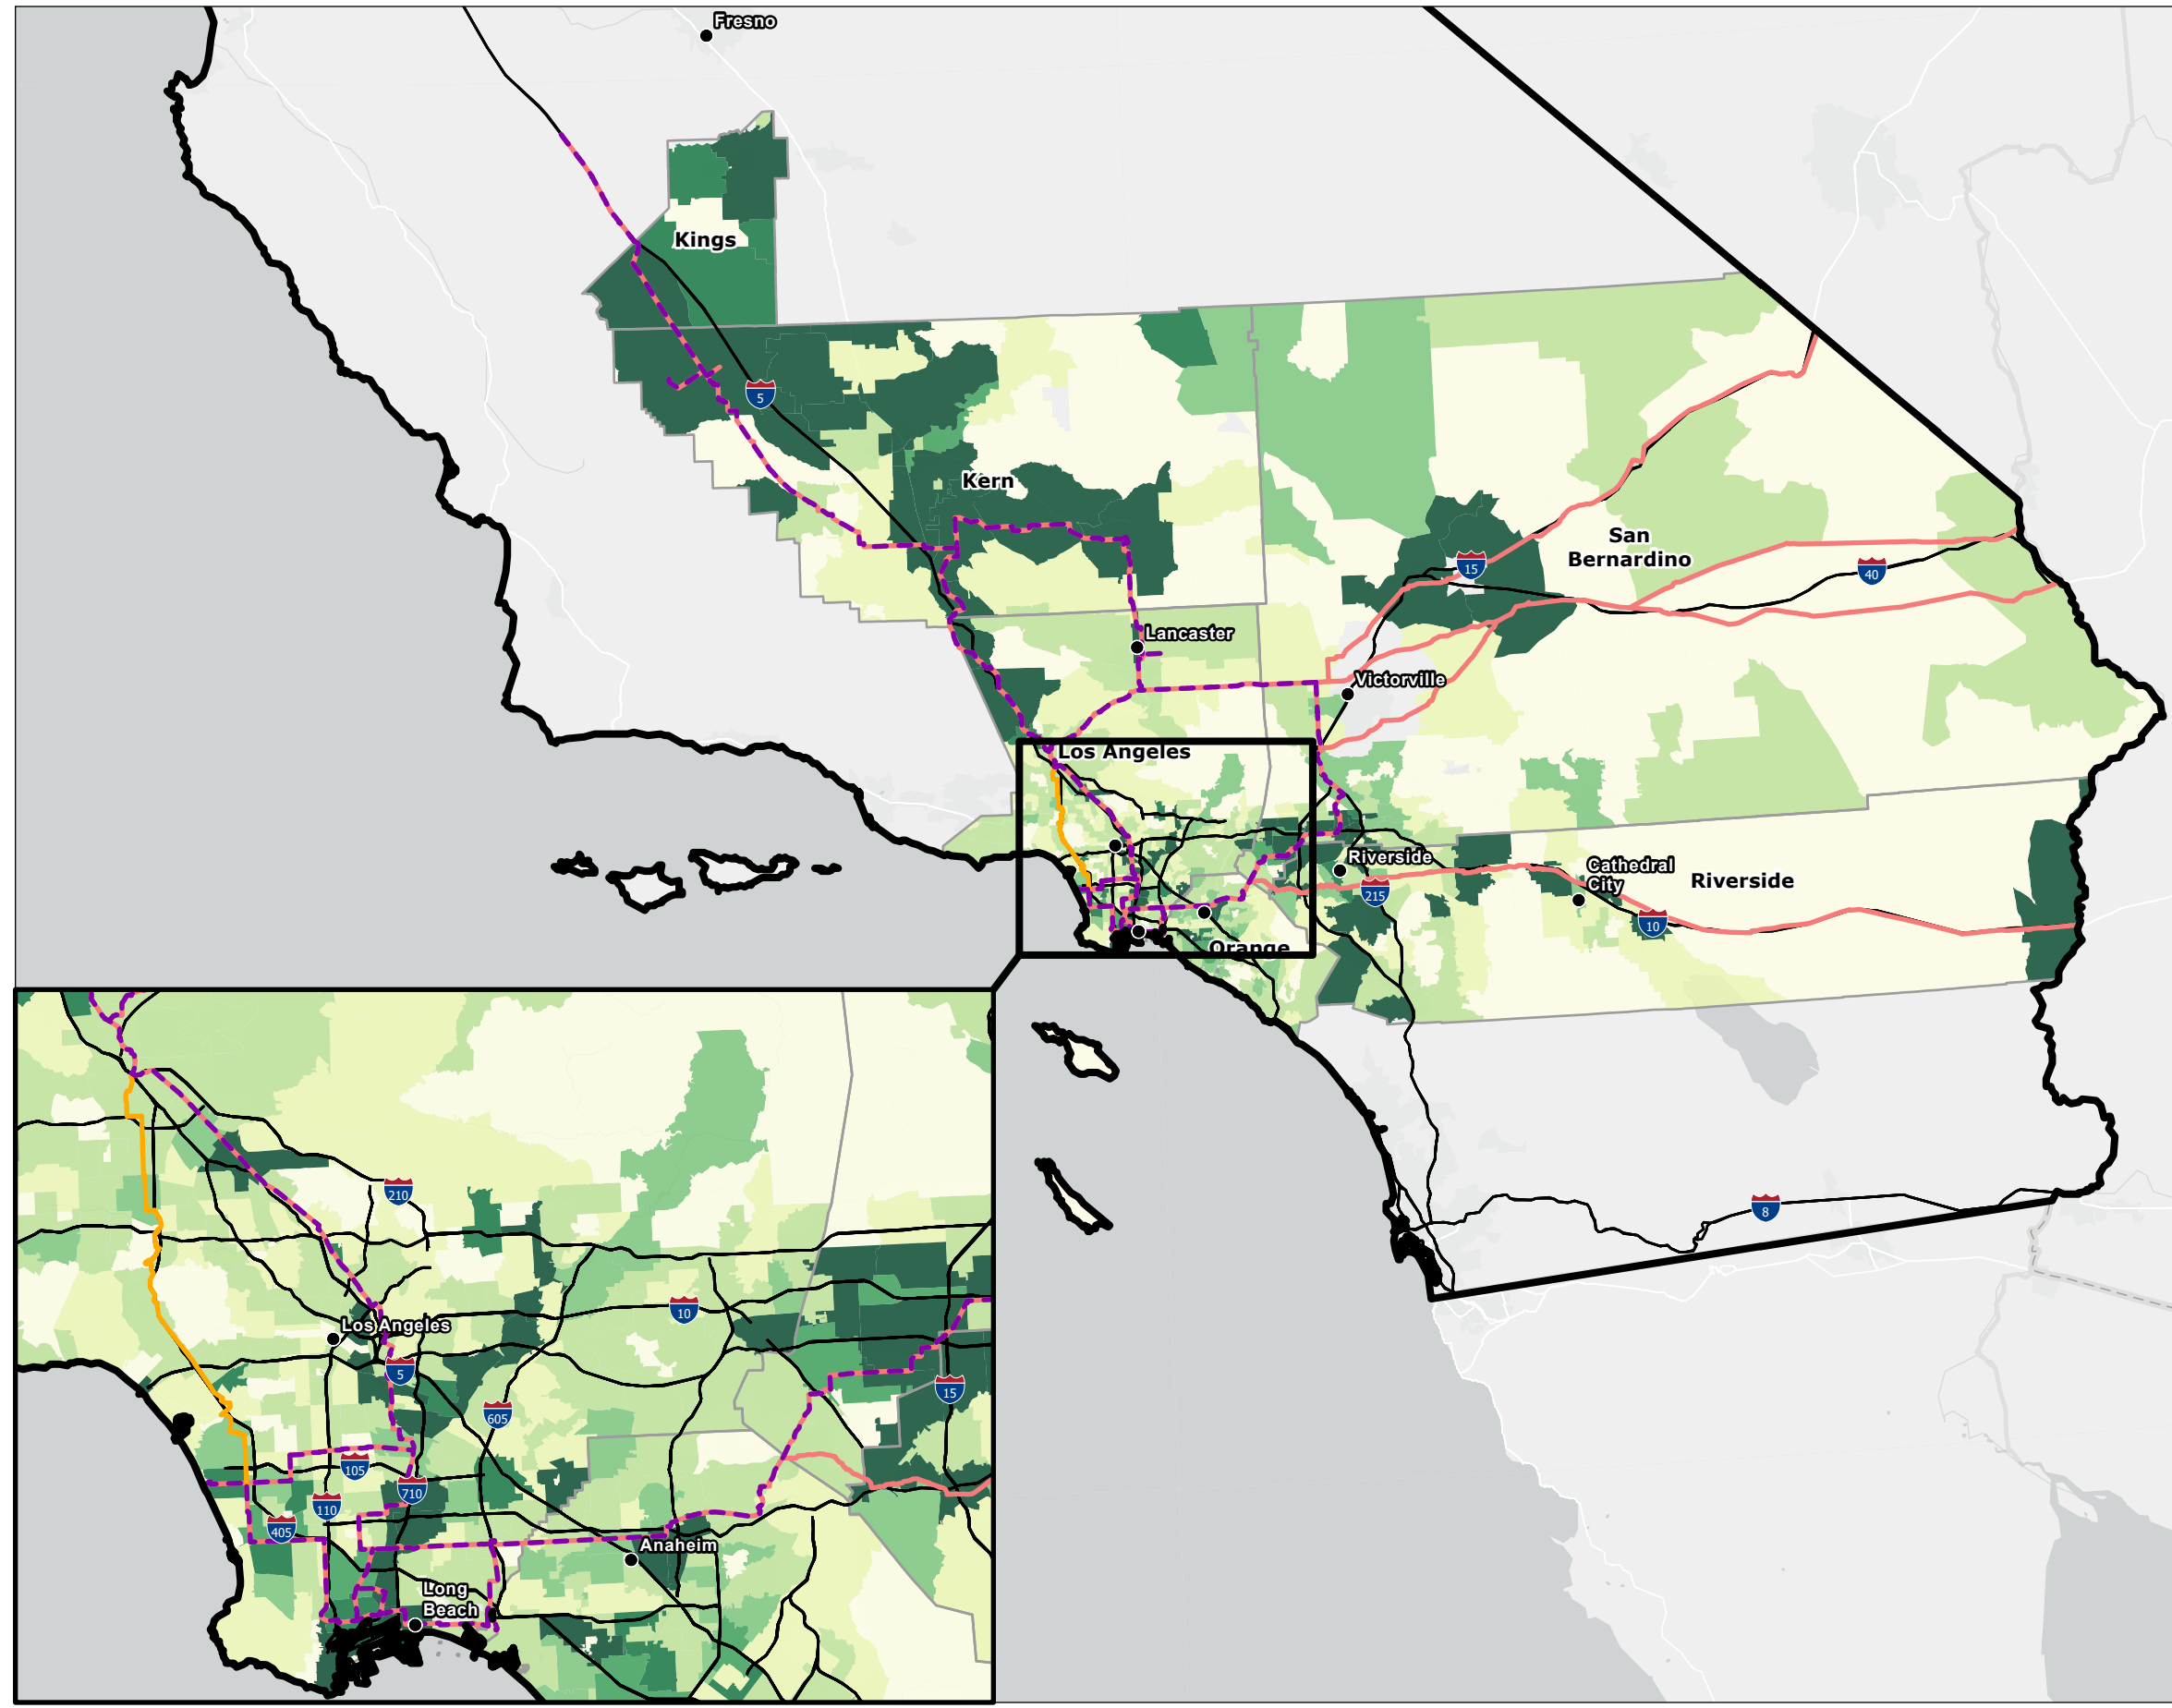 Fresno
Kings
5
Kern
San
Bernardino
15
40
Lancaster
Victorville
Los Angeles
Riverside
Cathedral
City
Riverside
215
10
Orange
210
Los Angeles
10
5
15
605
105
710
110
405
Anaheim
Long
Beach
8